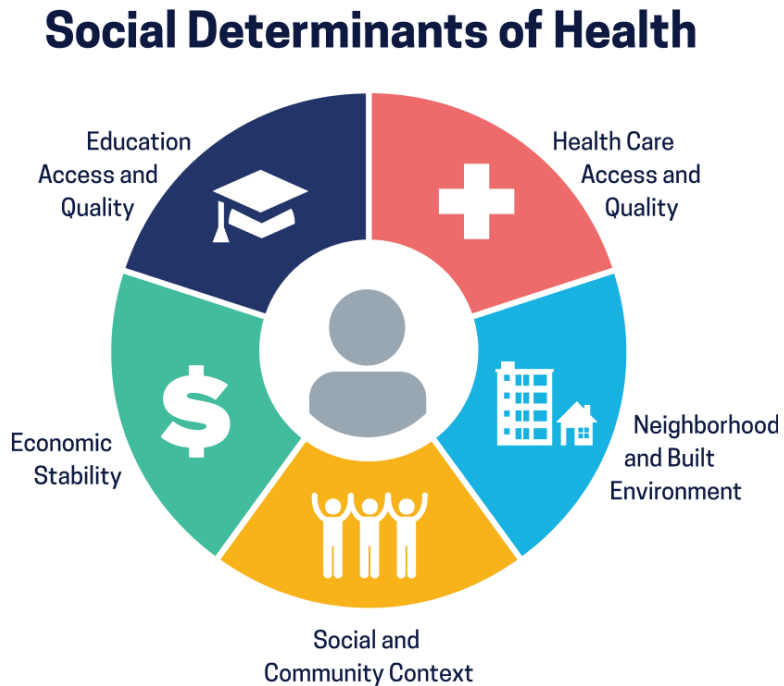 Social Determinants of Health
Education
Access and
Quality
Health Care
Access and
Quality
Economic
Stability
Neighborhood
and Built
Environment
Social and
Community Context